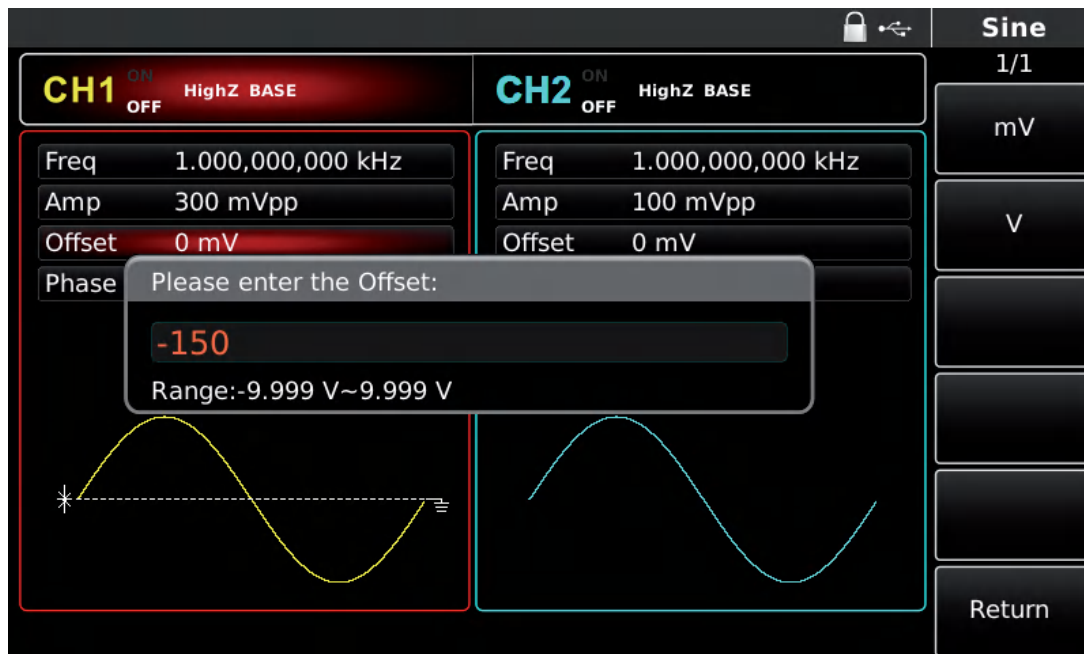 Sine
1/1
CH1 ON OFF HighZ BASE
CH2 ON OFF HighZ BASE
Freq 1.000,000,000 kHz
Amp 300 mVpp
Offset 0 mV
Phase
Freq 1.000,000,000 kHz
Amp 100 mVpp
Offset 0 mV
Please enter the Offset:
-150
Range:-9.999 V~9.999 V
mV
V
Return